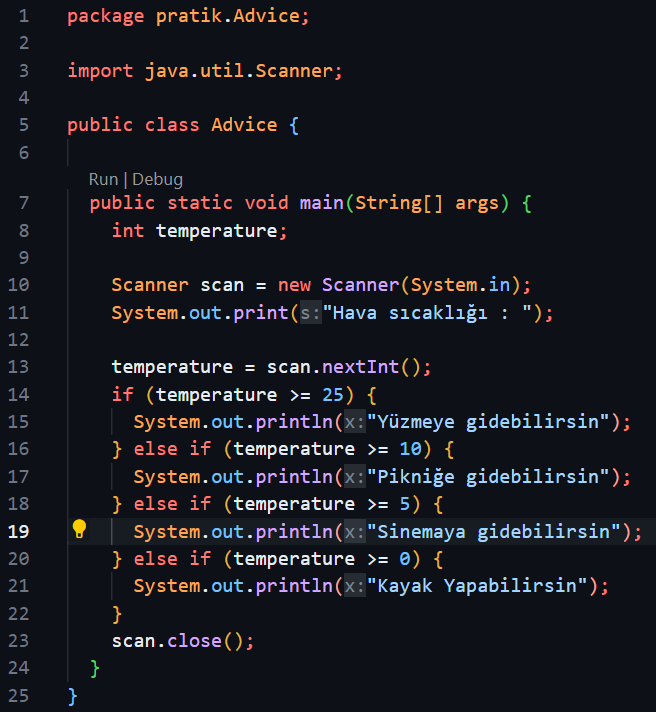 1 package pratik.Advice;
2
3 import java.util.Scanner;
4
5 public class Advice {
6
Run | Debug
7 public static void main(String[] args) {
8 int temperature;
9
10 Scanner scan = new Scanner(System.in);
11 System.out.print(s:"Hava sıcaklığı : ");
12
13 temperature = scan.nextInt();
14 if (temperature >= 25) {
15 System.out.println(x:"Yüzmeye gidebilirsin");
16 } else if (temperature >= 10) {
17 System.out.println(x:"Pikniğe gidebilirsin");
18 } else if (temperature >= 5) {
19 System.out.println(x:"Sinemaya gidebilirsin");
20 } else if (temperature >= 0) {
21 System.out.println(x:"Kayak Yapabilirsin");
22 }
23 scan.close();
24 }
25 }